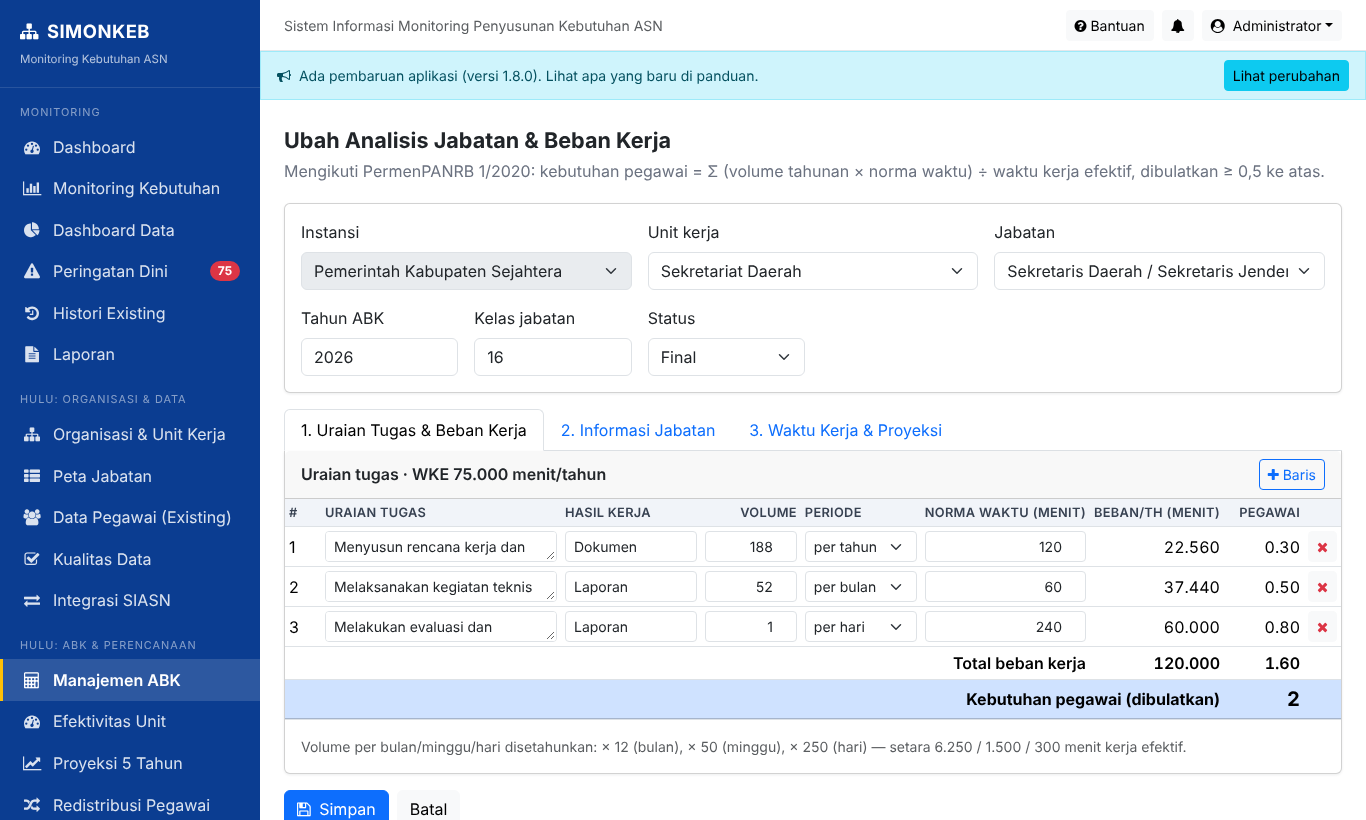 SIMONKEB
Monitoring Kebutuhan ASN
MONITORING
Dashboard
Monitoring Kebutuhan
Dashboard Data
Peringatan Dini 75
Histori Existing
Laporan
HULU: ORGANISASI & DATA
Organisasi & Unit Kerja
Peta Jabatan
Data Pegawai (Existing)
Kualitas Data
Integrasi SIASN
HULU: ABK & PERENCANAAN
Manajemen ABK
Efektivitas Unit
Proyeksi 5 Tahun
Redistribusi Pegawai
Sistem Informasi Monitoring Penyusunan Kebutuhan ASN Bantuan Administrator
Ada pembaruan aplikasi (versi 1.8.0). Lihat apa yang baru di panduan. Lihat perubahan
Ubah Analisis Jabatan & Beban Kerja
Mengikuti PermenPANRB 1/2020: kebutuhan pegawai = Σ (volume tahunan × norma waktu) ÷ waktu kerja efektif, dibulatkan ≥ 0,5 ke atas.
Instansi Unit kerja Jabatan
Pemerintah Kabupaten Sejahtera Sekretariat Daerah Sekretaris Daerah / Sekretaris Jender
Tahun ABK Kelas jabatan Status
2026 16 Final
1. Uraian Tugas & Beban Kerja 2. Informasi Jabatan 3. Waktu Kerja & Proyeksi
Uraian tugas · WKE 75.000 menit/tahun + Baris
# URAIAN TUGAS HASIL KERJA VOLUME PERIODE NORMA WAKTU (MENIT) BEBAN/TH (MENIT) PEGAWAI
1 Menyusun rencana kerja dan Dokumen 188 per tahun 120 22.560 0.30
2 Melaksanakan kegiatan teknis Laporan 52 per bulan 60 37.440 0.50
3 Melakukan evaluasi dan Laporan 1 per hari 240 60.000 0.80
Total beban kerja 120.000 1.60
Kebutuhan pegawai (dibulatkan) 2
Volume per bulan/minggu/hari disetahunkan: × 12 (bulan), × 50 (minggu), × 250 (hari) — setara 6.250 / 1.500 / 300 menit kerja efektif.
Simpan Batal